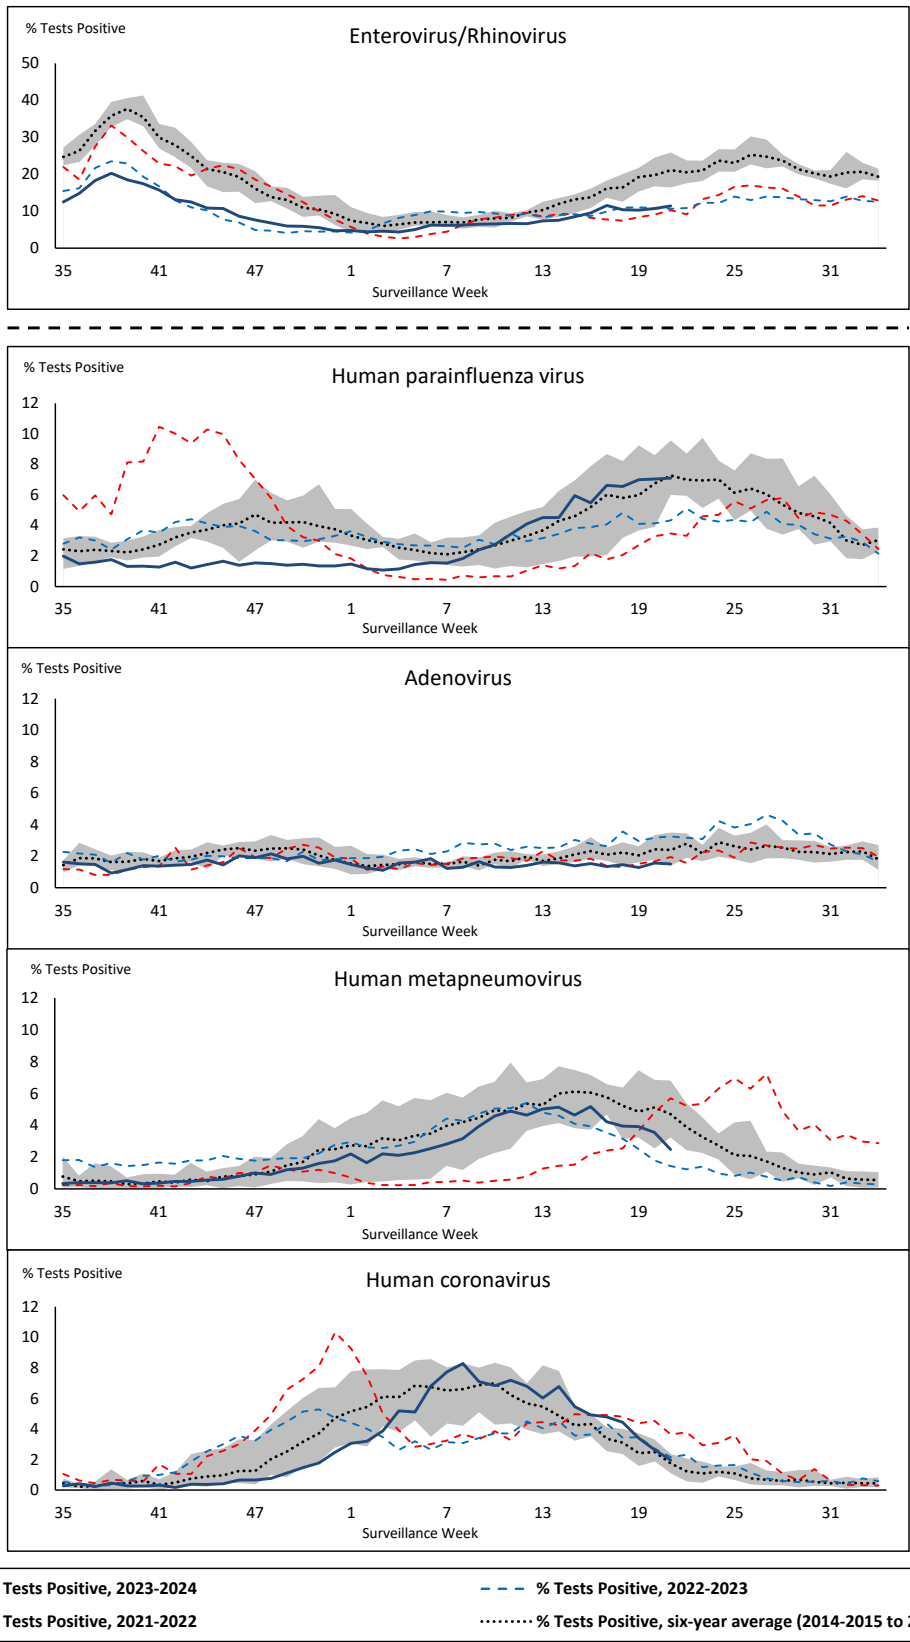 % Tests Positive
Enterovirus/Rhinovirus
50
40
30
20
10
0
35 41 47 1 7 13 19 25 31
Surveillance Week
% Tests Positive
Human parainfluenza virus
12
10
8
6
4
2
0
35 41 47 1 7 13 19 25 31
Surveillance Week
% Tests Positive
Adenovirus
12
10
8
6
4
2
0
35 41 47 1 7 13 19 25 31
Surveillance Week
% Tests Positive
Human metapneumovirus
12
10
8
6
4
2
0
35 41 47 1 7 13 19 25 31
Surveillance Week
% Tests Positive
Human coronavirus
12
10
8
6
4
2
0
35 41 47 1 7 13 19 25 31
Surveillance Week
Tests Positive, 2023-2024 % Tests Positive, 2022-2023
Tests Positive, 2021-2022 % Tests Positive, six-year average (2014-2015 to